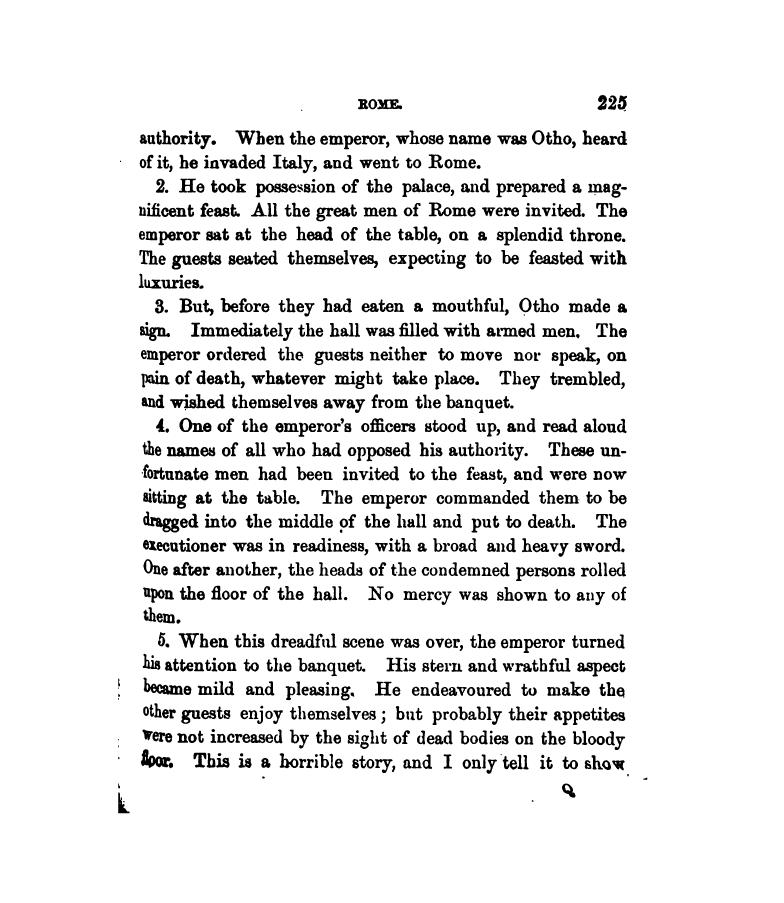 ROME. 225
authority. When the emperor, whose name was Otho, heard
of it, he invaded Italy, and went to Rome.
2. He took possession of the palace, and prepared a mag-
nificent feast. All the great men of Rome were invited. The
emperor sat at the head of the table, on a splendid throne.
The guests seated themselves, expecting to be feasted with
luxuries.
3. But, before they had eaten a mouthful, Otho made a
sign. Immediately the hall was filled with armed men. The
emperor ordered the guests neither to move nor speak, on
pain of death, whatever might take place. They trembled,
and wished themselves away from the banquet.
4. One of the emperor's officers stood up, and read aloud
the names of all who had opposed his authority. These un-
fortunate men had been invited to the feast, and were now
sitting at the table. The emperor commanded them to be
dragged into the middle of the hall and put to death. The
executioner was in readiness, with a broad and heavy sword.
One after another, the heads of the condemned persons rolled
upon the floor of the hall. No mercy was shown to any of
them.
5. When this dreadful scene was over, the emperor turned
his attention to the banquet. His stern and wrathful aspect
became mild and pleasing. He endeavoured to make the
other guests enjoy themselves; but probably their appetites
were not increased by the sight of dead bodies on the bloody
floor. This is a horrible story, and I only tell it to show
Q